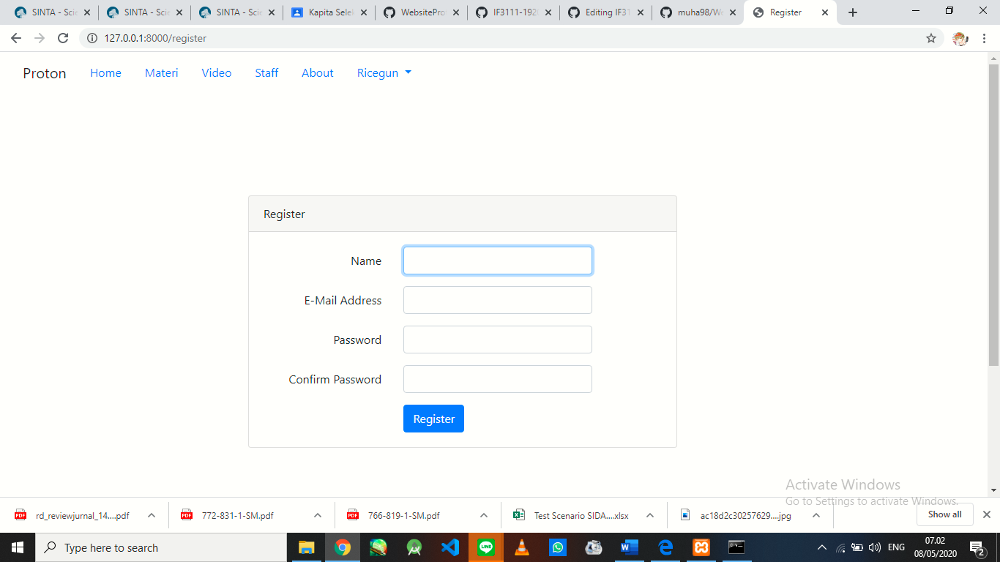 SINTA - Scie
SINTA - Scie
SINTA - Scie
Kapita Selek
WebsitePro
IF3111-192
Editing IF31
muha98/We
Register
127.0.0.1:8000/register
Proton Home Materi Video Staff About Ricegun
Register
Name
E-Mail Address
Password
Confirm Password
Register
Activate Windows
Go to Settings to activate Windows.
rd_reviewjurnal_14....pdf
772-831-1-SM.pdf
766-819-1-SM.pdf
Test Scenario SIDA....xlsx
ac18d2c30257629....jpg
Show all
Type here to search
ENG
07.02
08/05/2020
2